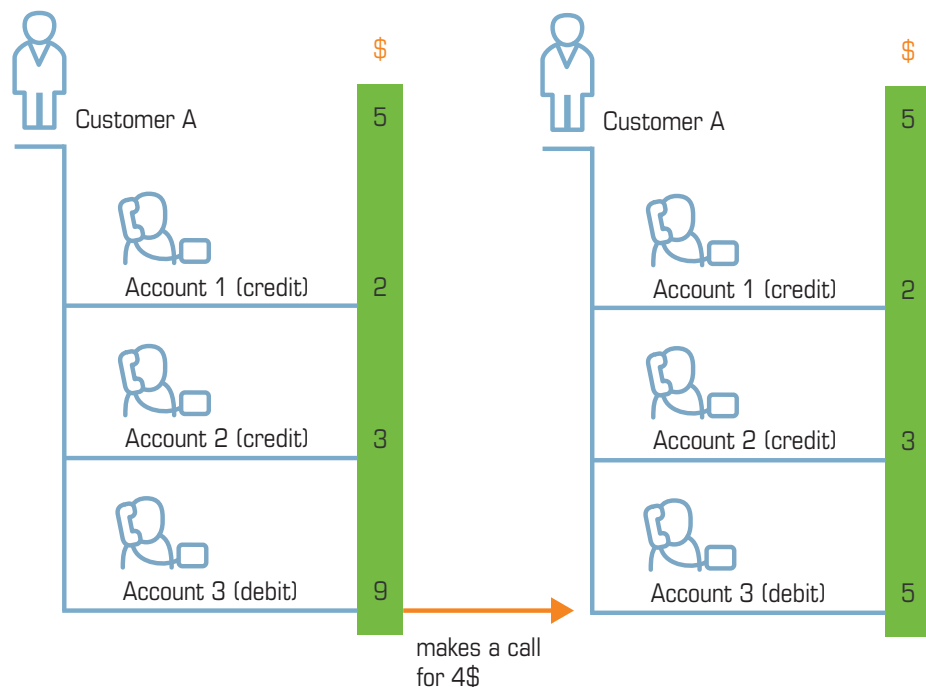 $
Customer A
5
Account 1 (credit)
2
Account 2 (credit)
3
Account 3 (debit)
9
makes a call
for 4$
$
Customer A
5
Account 1 (credit)
2
Account 2 (credit)
3
Account 3 (debit)
5